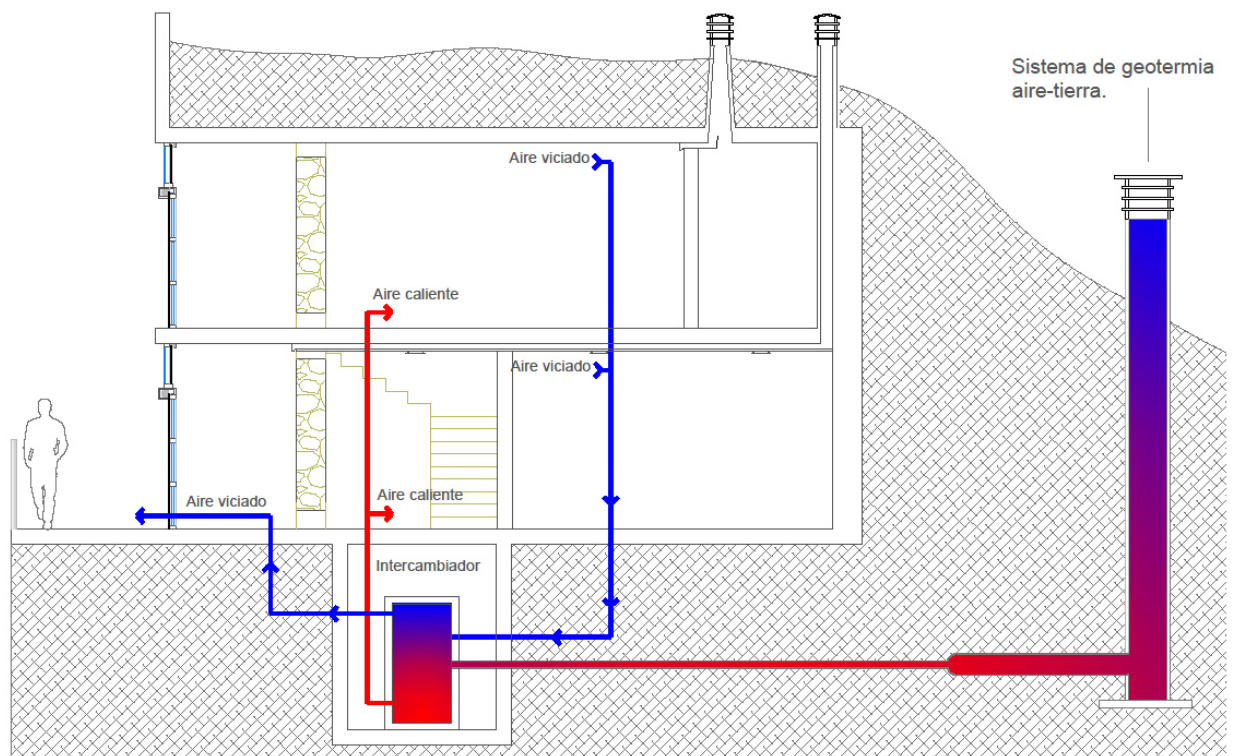 Sistema de geotermia
aire-tierra.
Aire viciado
Aire caliente
Aire viciado
Aire viciado
Aire caliente
Intercambiador